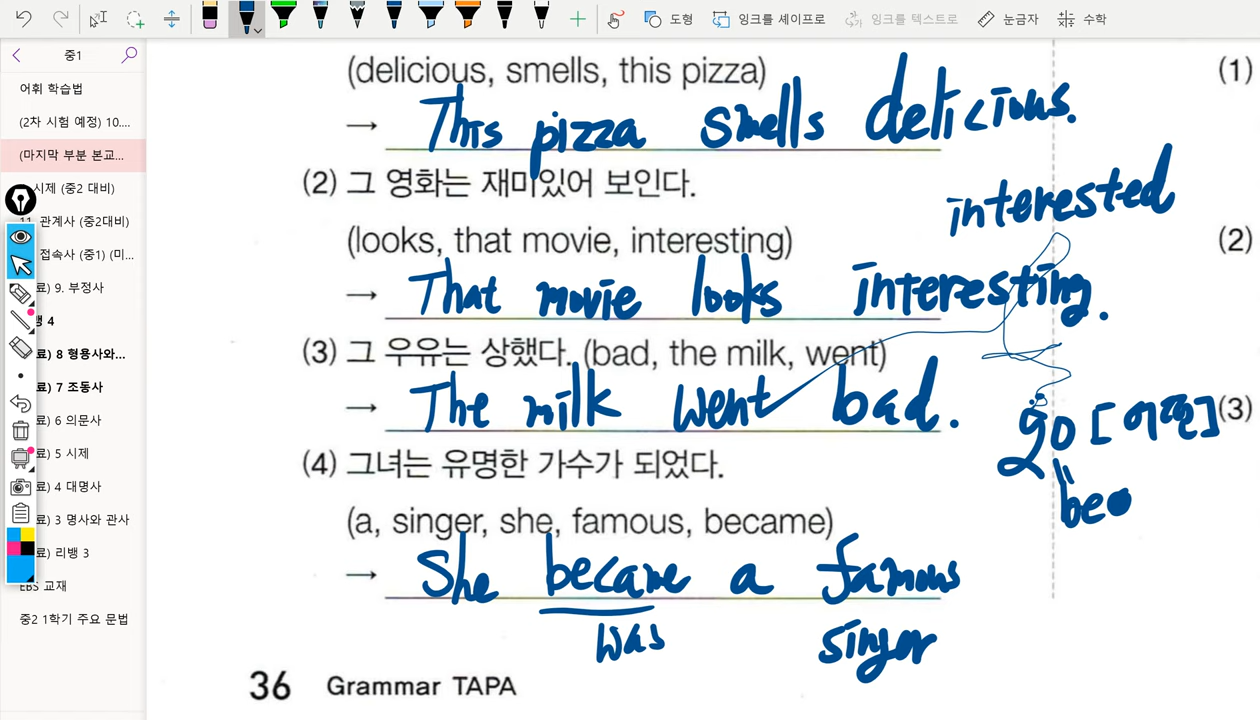 도형
잉크를 셰이프로
잉크를 텍스트로
눈금자
수학
중1
어휘 학습법
(2차 시험 예정) 10....
(마지막 부분 본교...
시제 (중2 대비)
11. 관계사 (중2대비)
접속사 (중1) (미...
료) 9. 부정사
뱅 4
료) 8 형용사와...
료) 7 조동사
료) 6 의문사
료) 5 시제
료) 4 대명사
료) 3 명사와 관사
료) 리뱅 3
EBS 교재
중2 1학기 주요 문법
(delicious, smells, this pizza)
(1)
→ This pizza smells delicious.
(2) 그 영화는 재미있어 보인다.
interested
(looks, that movie, interesting)
(2)
→ That movie looks interesting.
(3) 그 우유는 상했다. (bad, the milk, went)
→ The milk went bad.
go [어떤]
(3)
(4) 그녀는 유명한 가수가 되었다.
be
(a, singer, she, famous, became)
→ She became a famous
was
singer
36 Grammar TAPA